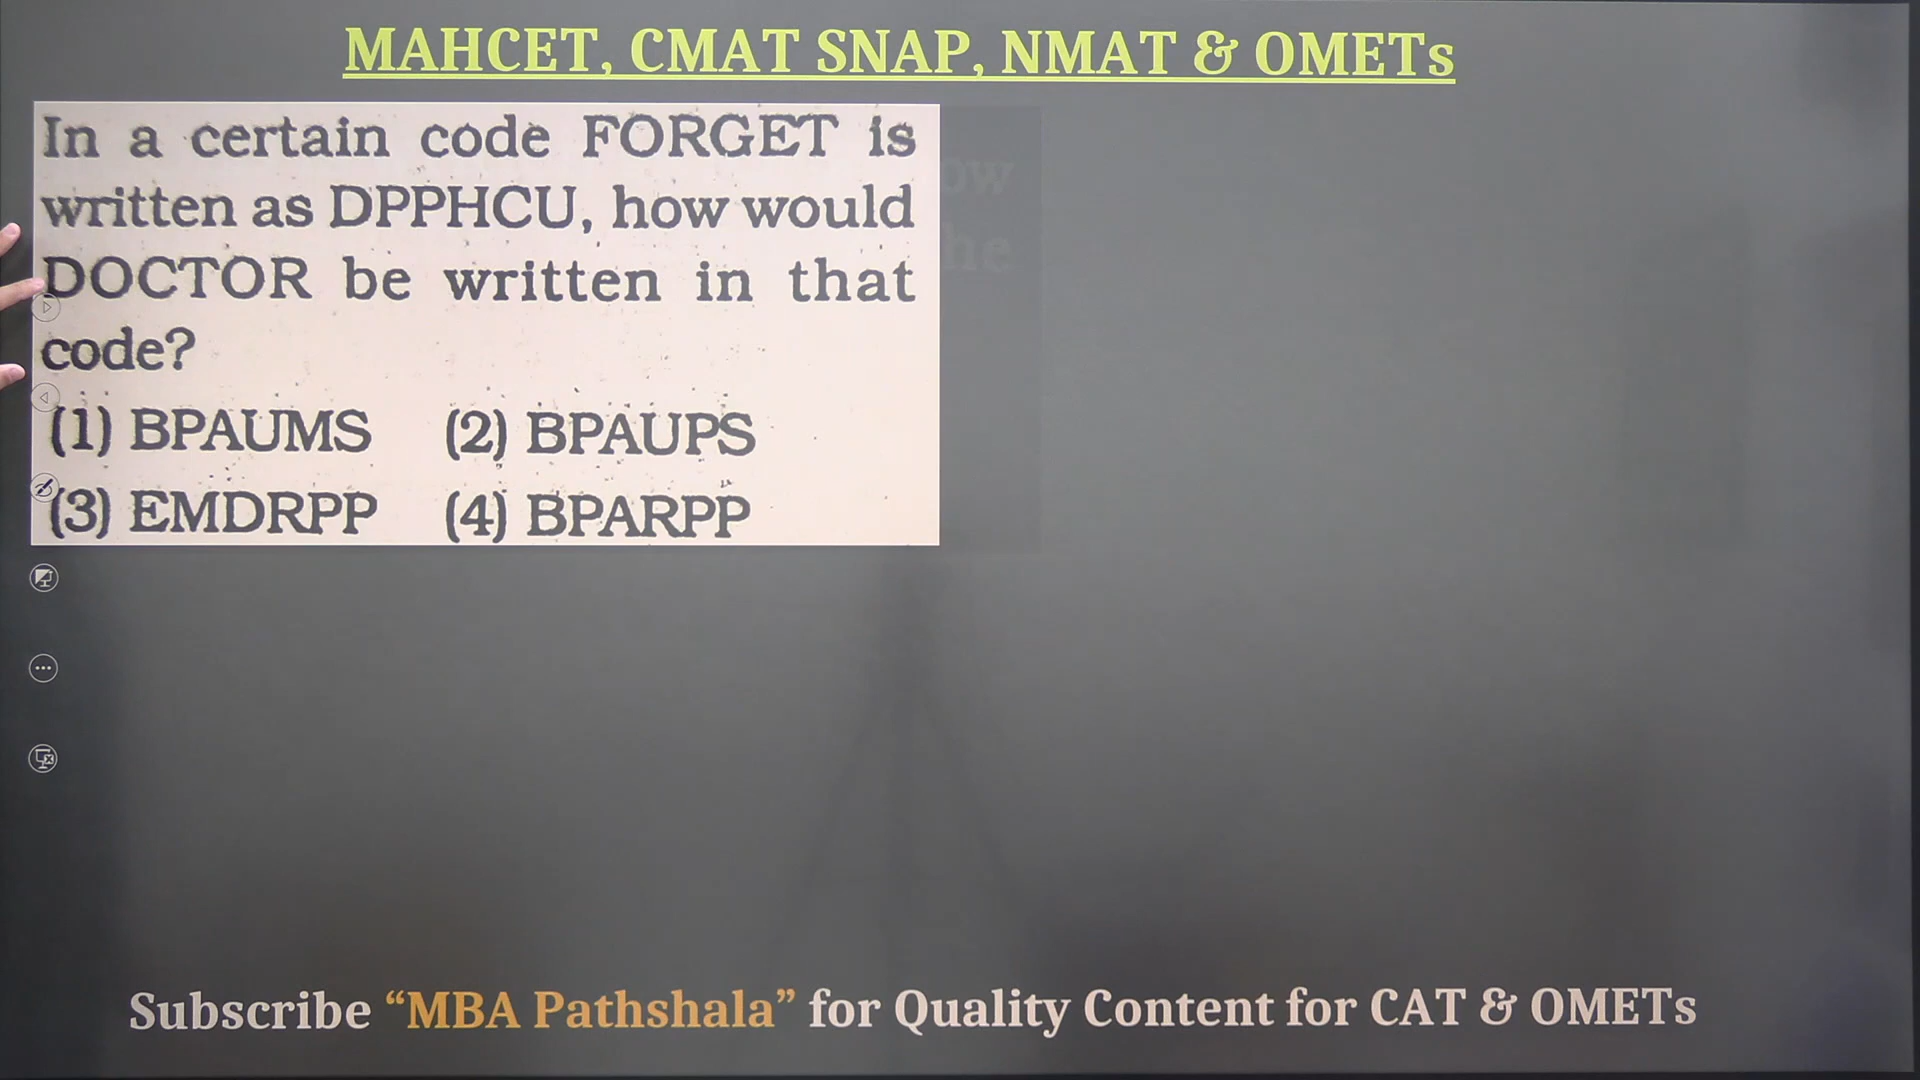 MAHCET, CMAT SNAP, NMAT & OMETs
In a certain code FORGET is
written as DPPHCU, how would
DOCTOR be written in that
code?
(1) BPAUMS (2) BPAUPS
(3) EMDRPP (4) BPARPP
ow
he
Subscribe “MBA Pathshala” for Quality Content for CAT & OMETs